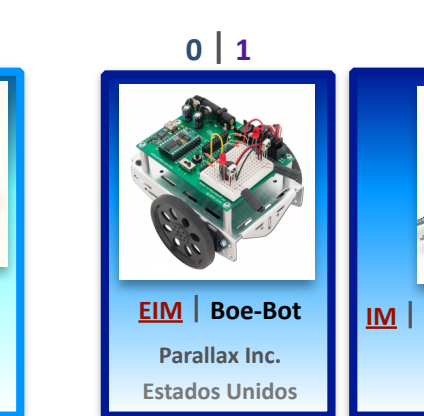 0 | 1
EIM | Boe-Bot
Parallax Inc.
Estados Unidos
IM |